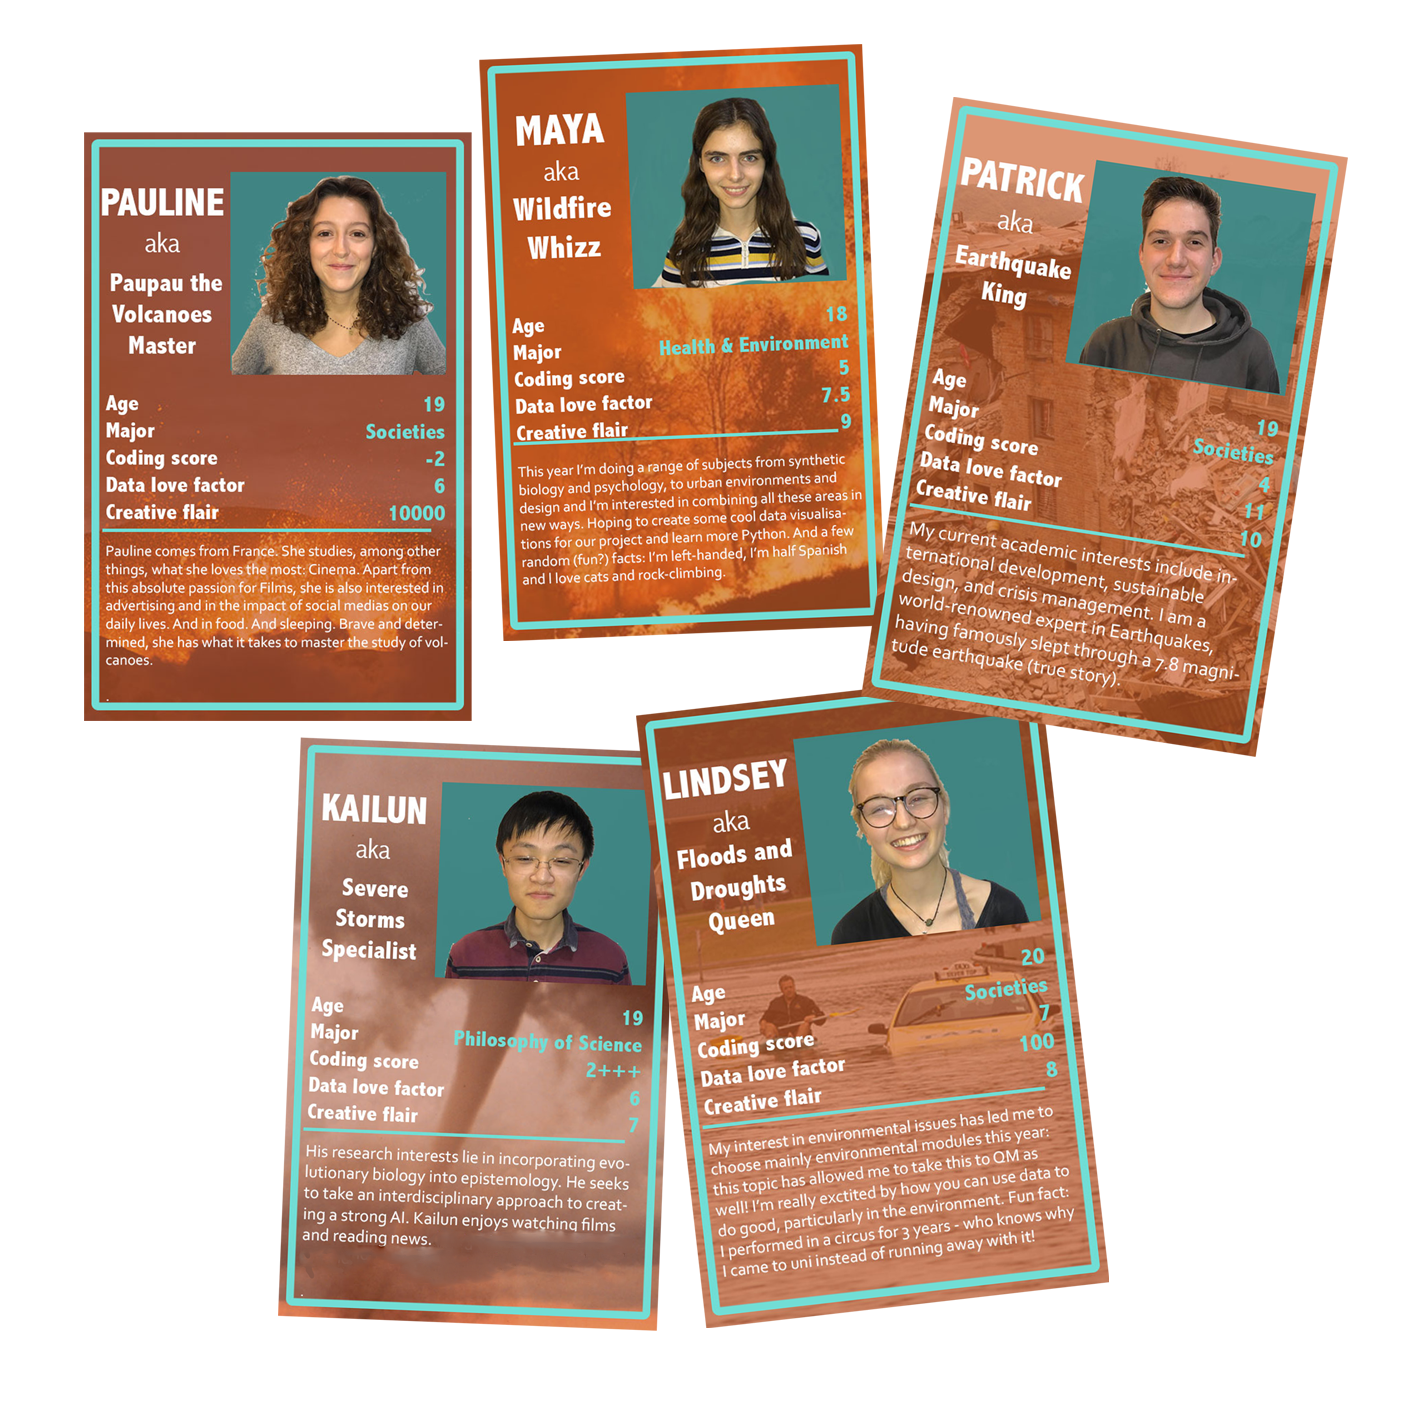 PAULINE
aka
Paupau the
Volcanoes
Master
Age 19
Major Societies
Coding score -2
Data love factor 6
Creative flair 10000
Pauline comes from France. She studies, among other
things, what she loves the most: Cinema. Apart from
this absolute passion for Films, she is also interested in
advertising and in the impact of social medias on our
daily lives. And in food. And sleeping. Brave and deter-
mined, she has what it takes to master the study of vol-
canoes.
.
MAYA
aka
Wildfire
Whizz
Age 18
Major Health & Environment
Coding score 5
Data love factor 7.5
Creative flair 9
This year I'm doing a range of subjects from synthetic
biology and psychology, to urban environments and
design and I'm interested in combining all these areas in
new ways. Hoping to create some cool data visualisa-
tions for our project and learn more Python. And a few
random (fun?) facts: I'm left-handed, I'm half Spanish
and I love cats and rock-climbing.
PATRICK
aka
Earthquake
King
Age 19
Major Societies
Coding score 4
Data love factor 11
Creative flair 10
My current academic interests include in-
ternational development, sustainable
design, and crisis management. I am a
world-renowned expert in Earthquakes,
having famously slept through a 7.8 magni-
tude earthquake (true story).
KAILUN
aka
Severe
Storms
Specialist
Age 19
Major Philosophy of Science
Coding score 2+++
Data love factor 6
Creative flair 7
His research interests lie in incorporating evo-
lutionary biology into epistemology. He seeks
to take an interdisciplinary approach to creat-
ing a strong AI. Kailun enjoys watching films
and reading news.
.
LINDSEY
aka
Floods and
Droughts
Queen
TAXI
SILVER TOP
Age 20
Major Societies
Coding score 7
Data love factor 100
Creative flair 8
My interest in environmental issues has led me to
choose mainly environmental modules this year:
this topic has allowed me to take this to QM as
well! I'm really exctited by how you can use data to
do good, particularly in the environment. Fun fact:
I performed in a circus for 3 years - who knows why
I came to uni instead of running away with it!